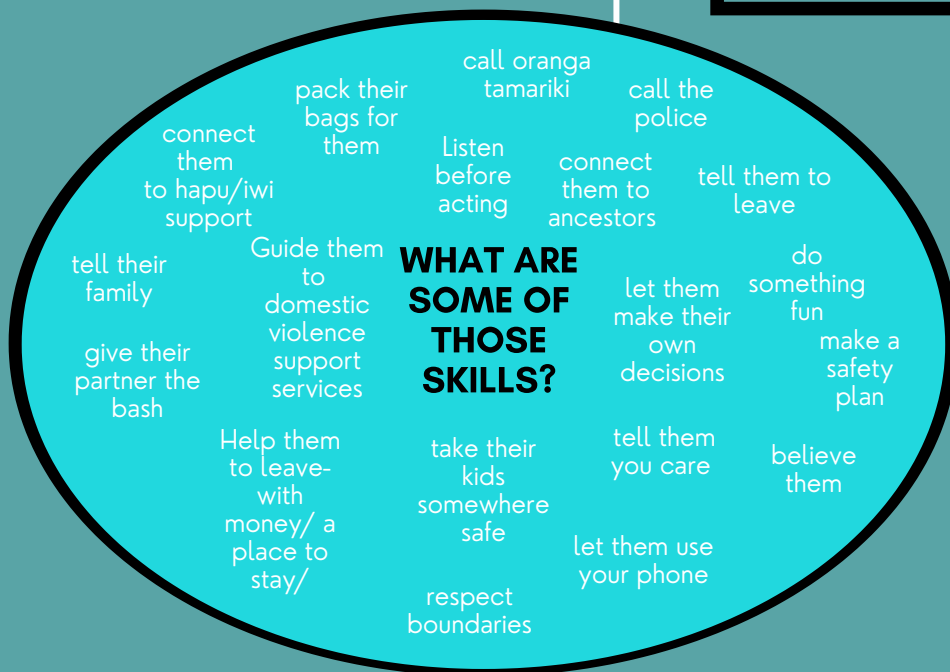 call oranga
tamariki
pack their
bags for
them
call the
police
connect
them
to hapu/iwi
support
Listen
before
acting
connect
them to
ancestors
tell them to
leave
tell their
family
Guide them
to
domestic
violence
support
services
WHAT ARE
SOME OF
THOSE
SKILLS?
let them
make their
own
decisions
do
something
fun
give their
partner the
bash
make a
safety
plan
Help them
to leave-
with
money/ a
place to
stay/
take their
kids
somewhere
safe
tell them
you care
believe
them
let them use
your phone
respect
boundaries